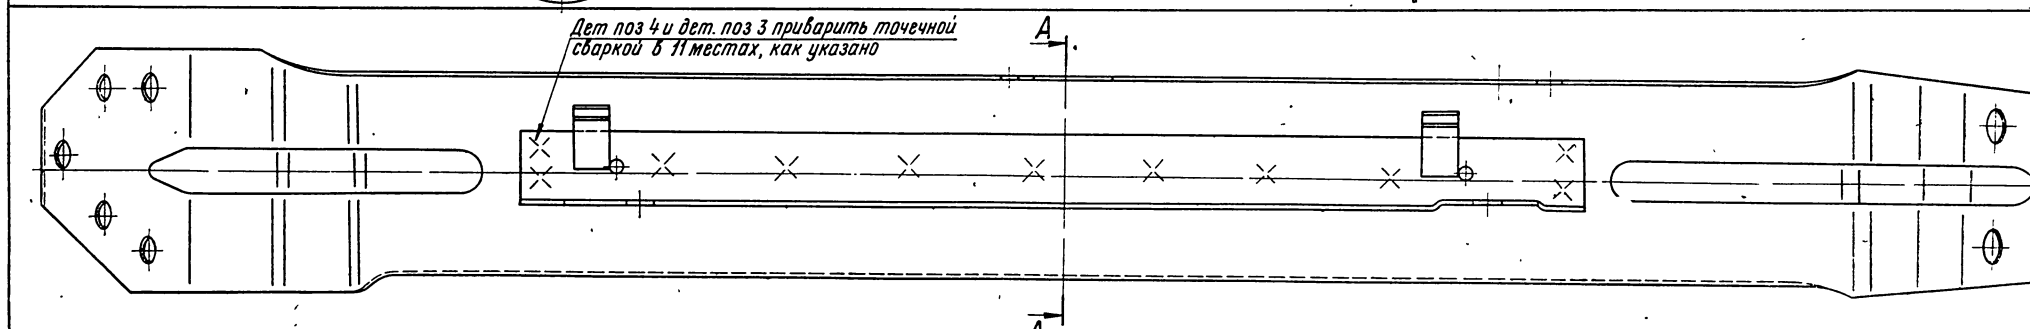 Дет поз 4 и дет. поз 3 приварить точечной
сваркой в 11 местах, как указано
А
А